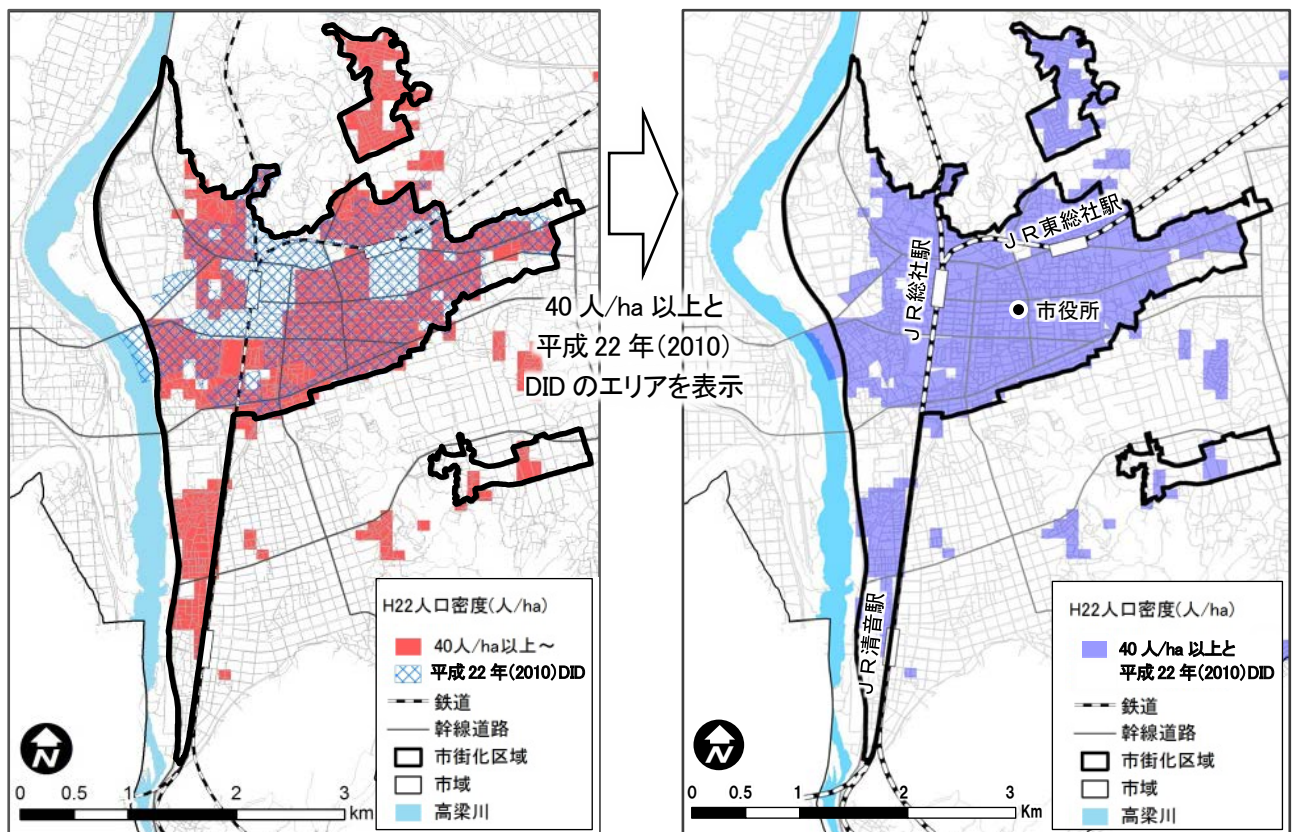 40 人/ha 以上と
平成 22 年(2010)
DID のエリアを表示
H22人口密度(人/ha)
40人/ha以上～
平成 22 年(2010)DID
鉄道
幹線道路
市街化区域
市域
高梁川
N
0 0.5 1 2 3
km
JR総社駅
JR東総社駅
市役所
JR清音駅
H22人口密度(人/ha)
40 人/ha 以上と
平成 22 年(2010)DID
鉄道
幹線道路
市街化区域
市域
高梁川
N
0 0.5 1 2 3
Km